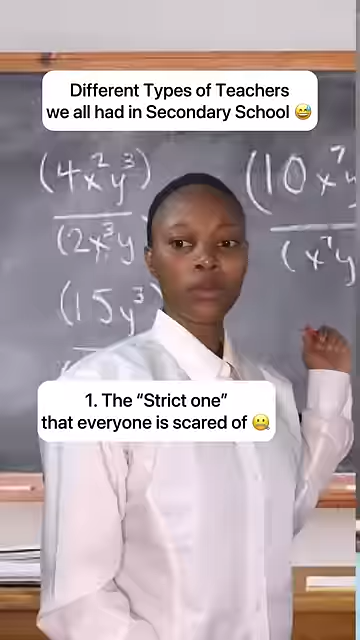 Different Types of Teachers
we all had in Secondary School 😅
(4x²y³)
(2x³y
(15y³
(10x⁷y
(x⁷y
1. The “Strict one”
that everyone is scared of 🤐